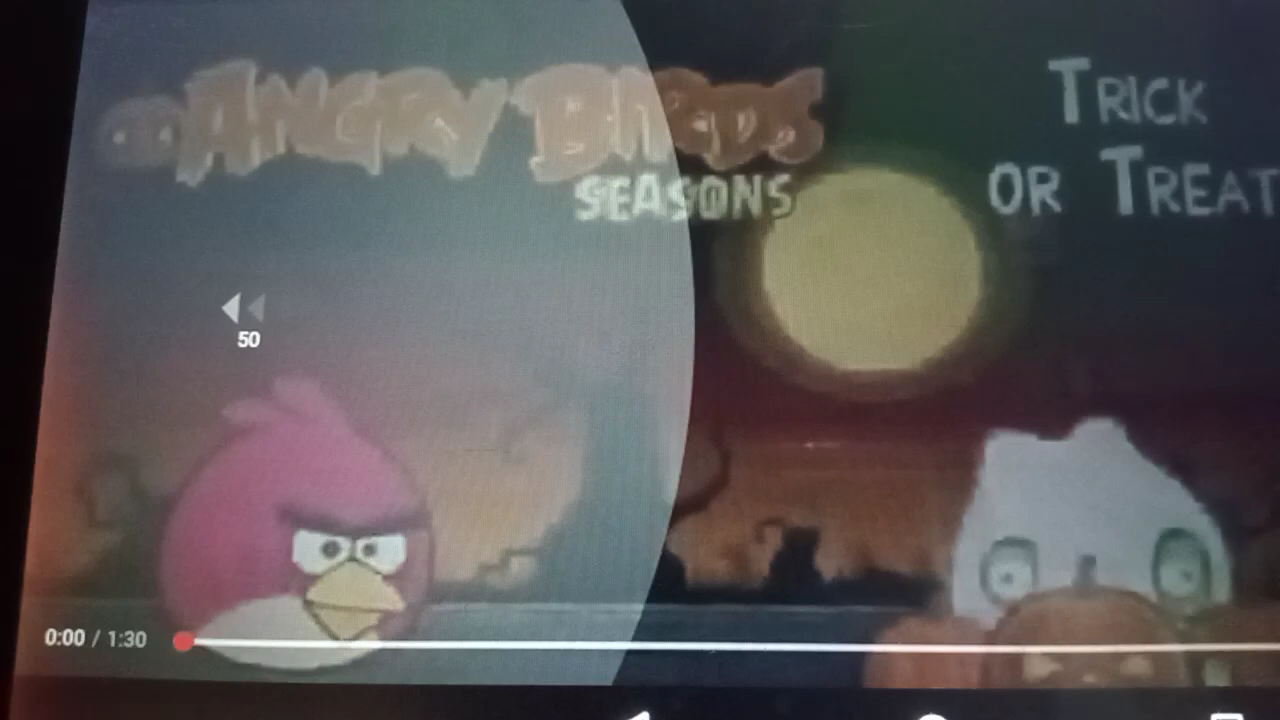 ANGRY BIRDS
SEASONS
TRICK
OR TREAT
50
0:00 / 1:30